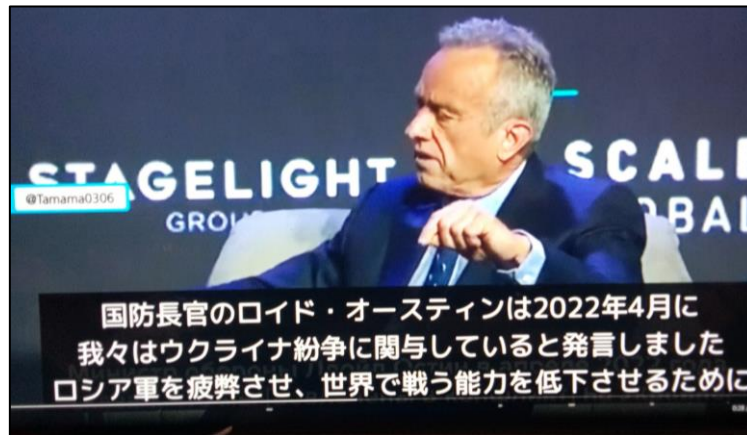 STAGELIGHT
GROU
SCAL
BAL
@Tamama0306
国防長官のロイド・オースティンは2022年4月に
我々はウクライナ紛争に関与していると発言しました
ロシア軍を疲弊させ、世界で戦う能力を低下させるために